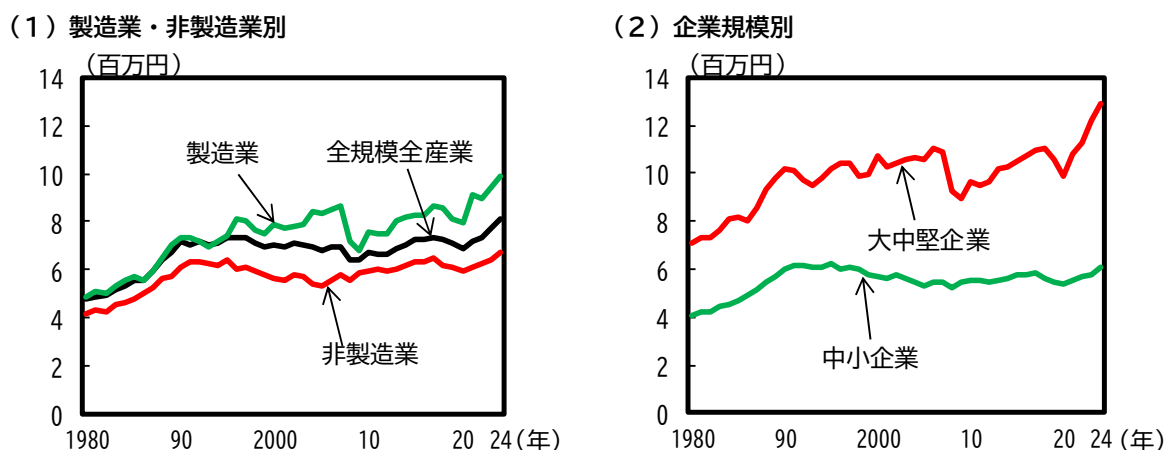 （１）製造業・非製造業別
（百万円）
14
12
10
8
6
4
2
0
製造業
全規模全産業
非製造業
1980
90
2000
10
20
24
(年)
（２）企業規模別
（百万円）
14
12
10
8
6
4
2
0
大中堅企業
中小企業
1980
90
2000
10
20
24
(年)